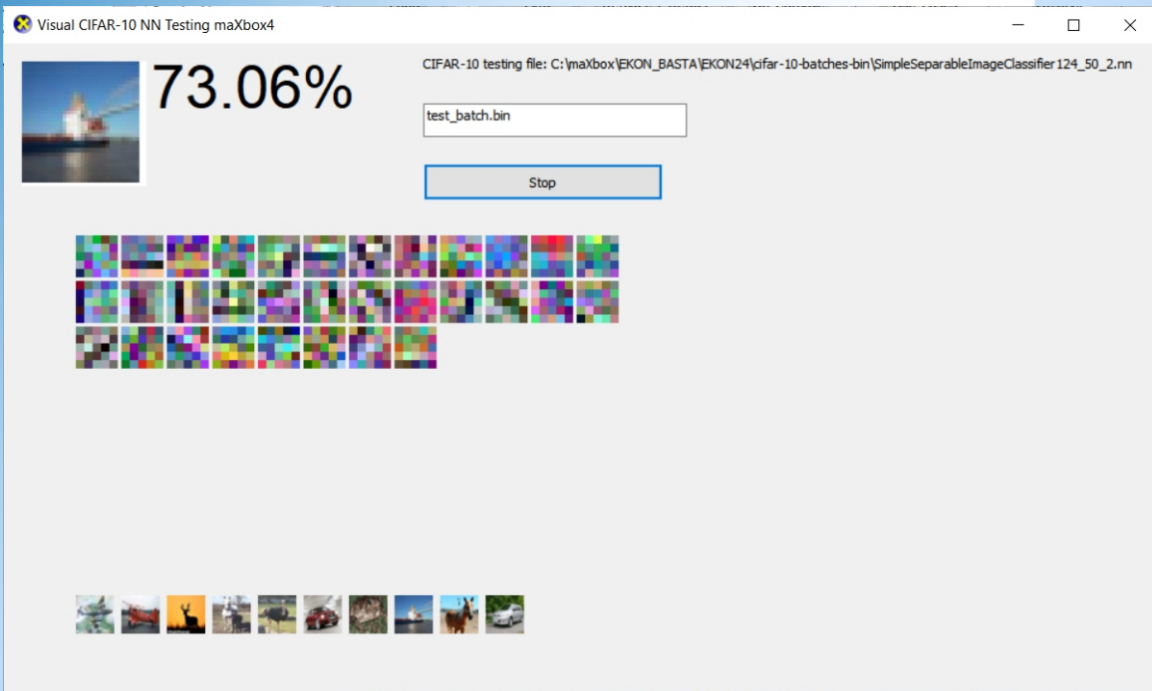 Visual CIFAR-10 NN Testing maXbox4
73.06%
CIFAR-10 testing file: C:\maXbox\EKON_BASTA\EKON24\cifar-10-batches-bin\SimpleSeparableImageClassifier124_50_2.nn
test_batch.bin
Stop